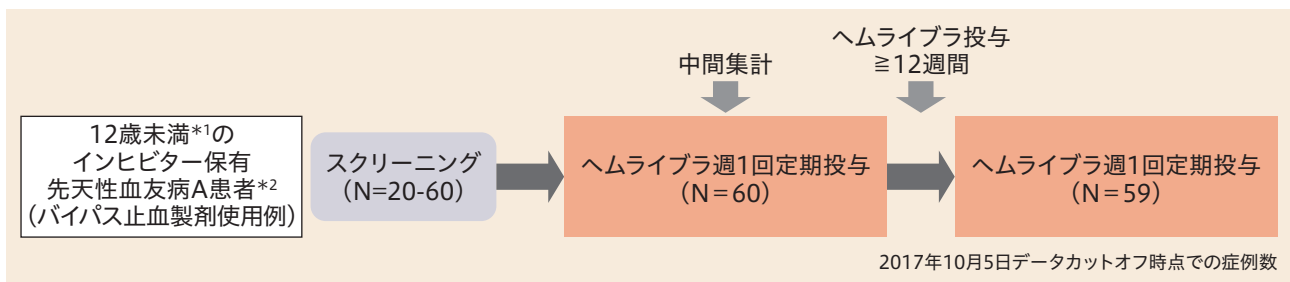 中間集計
ヘムライブラ投与
≧12週間
12歳未満*1の
インヒビター保有
先天性血友病A患者*2
（バイパス止血製剤使用例）
スクリーニング
（N=20-60）
ヘムライブラ週1回定期投与
（N＝60）
ヘムライブラ週1回定期投与
（N＝59）
2017年10月5日データカットオフ時点での症例数